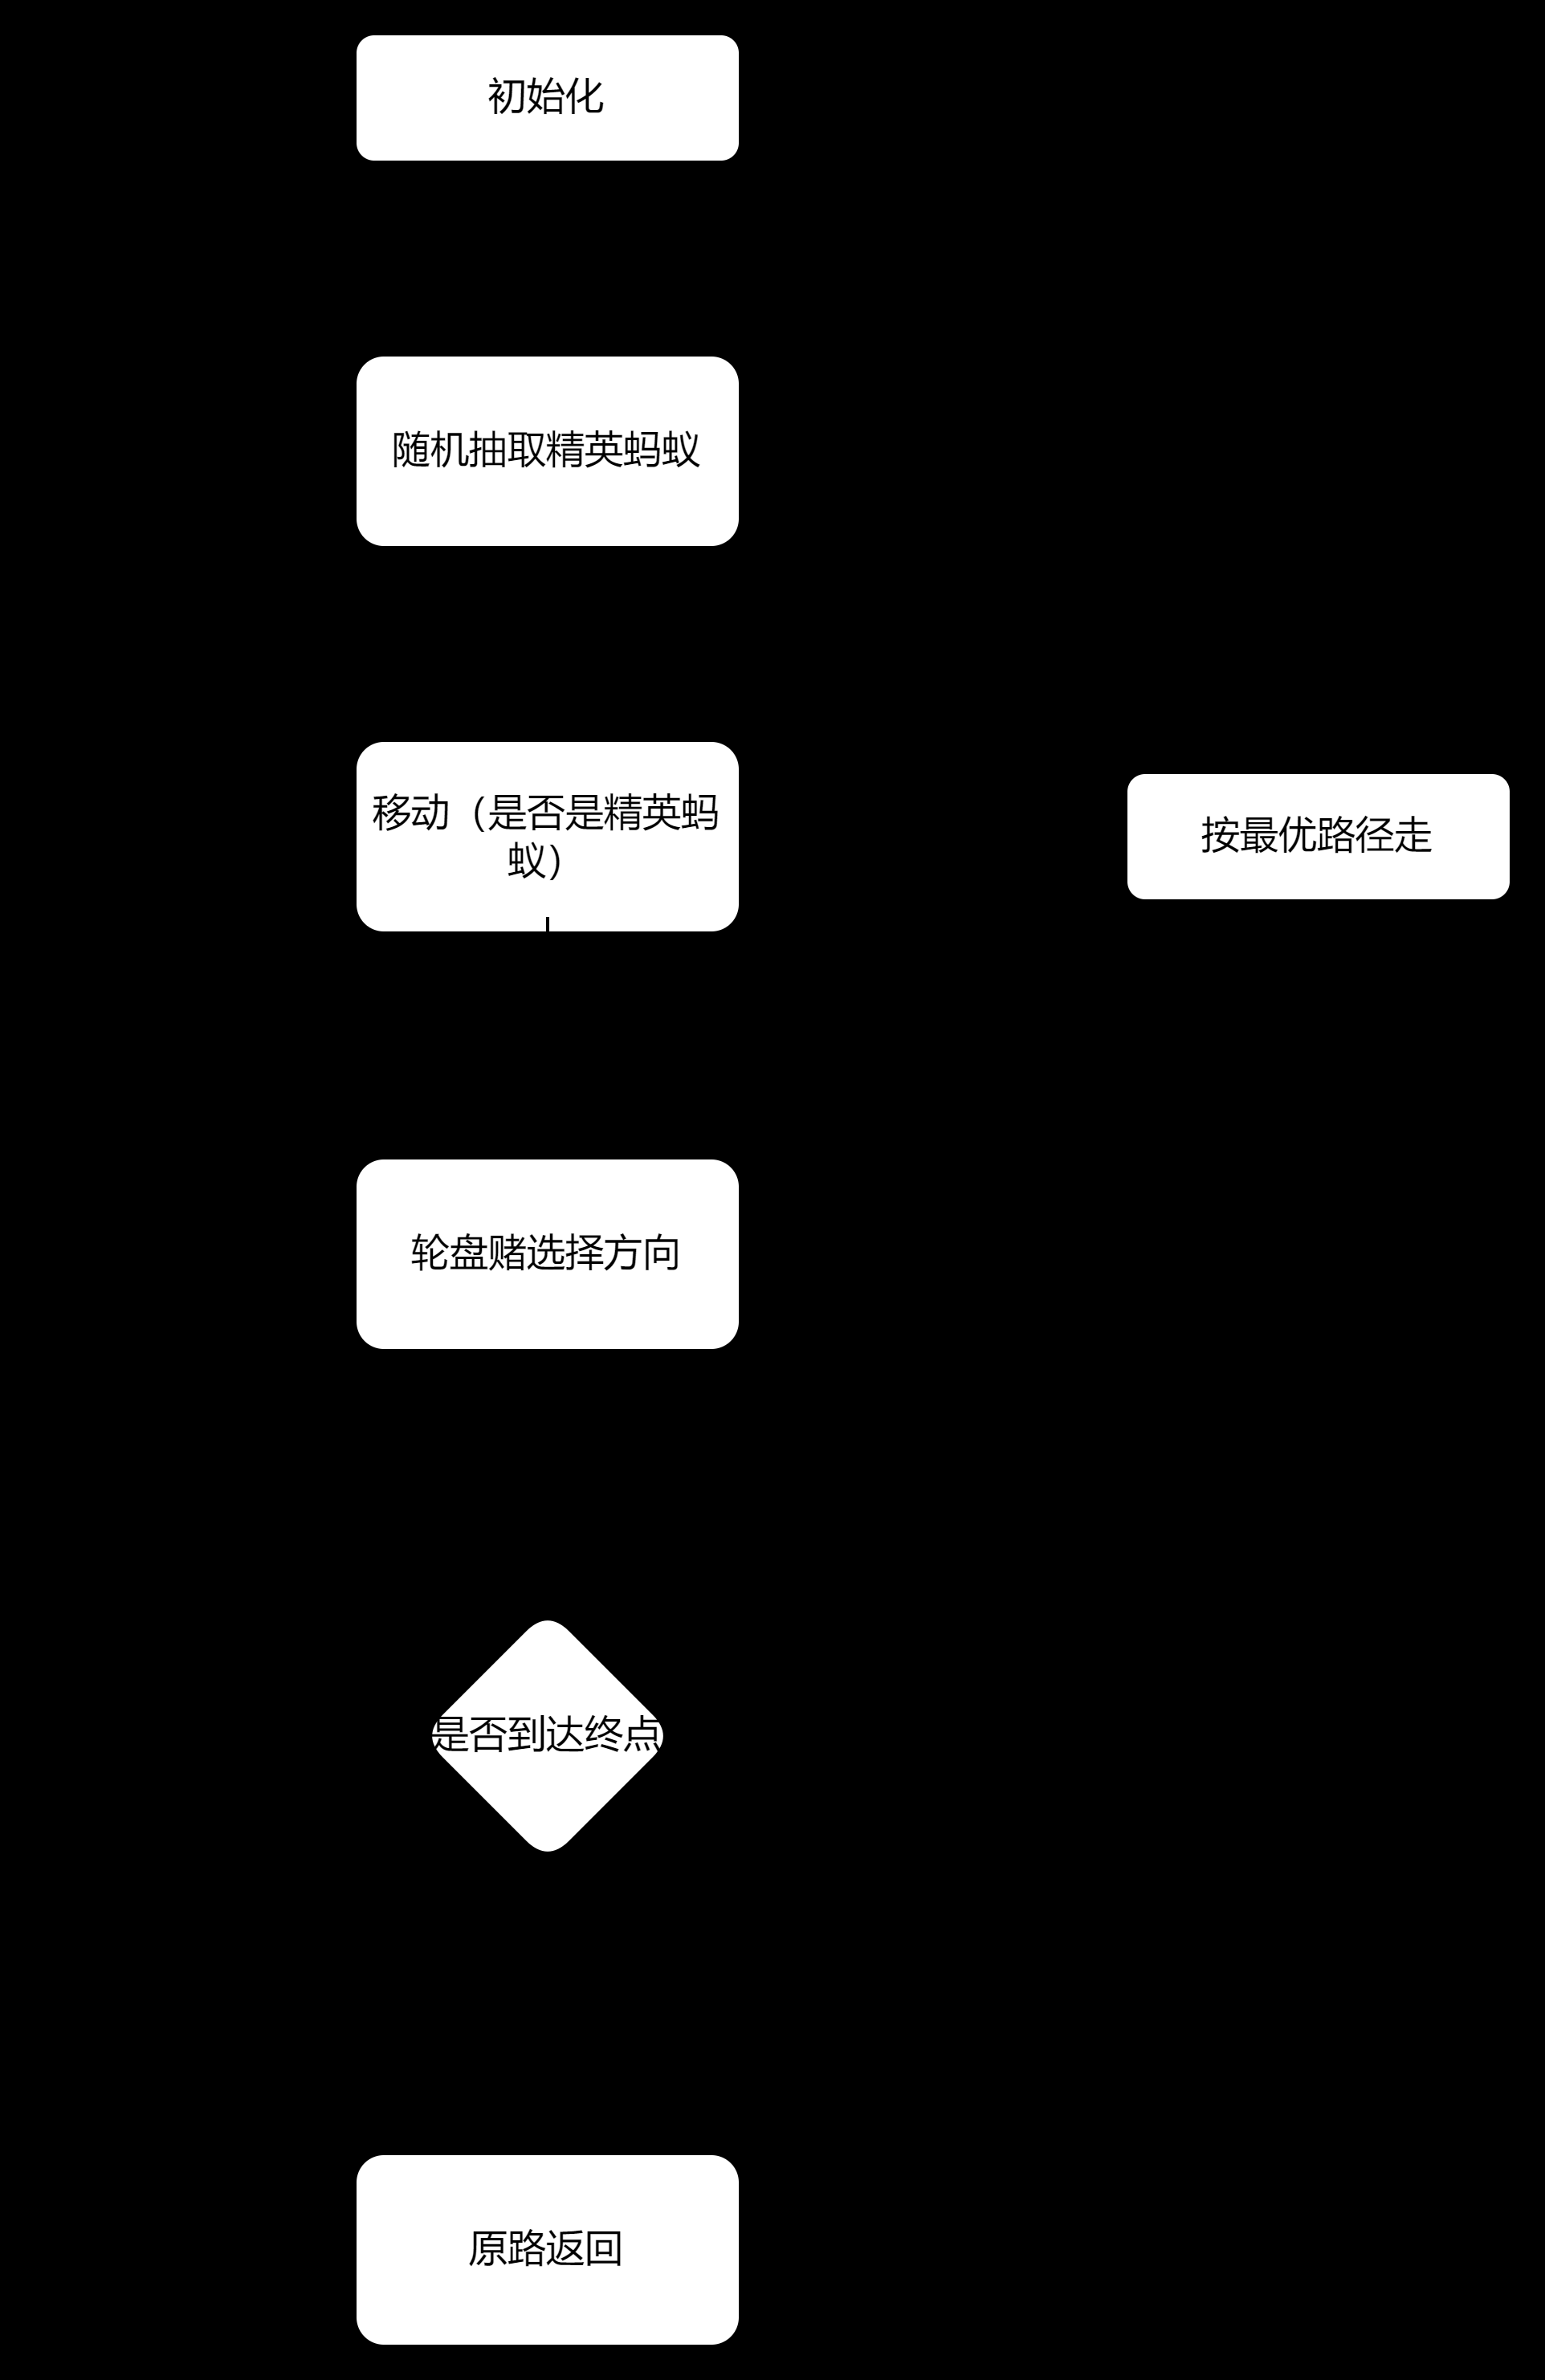 初始化
随机抽取精英蚂蚁
移动（是否是精英蚂
蚁）
按最优路径走
轮盘赌选择方向
是否到达终点
原路返回